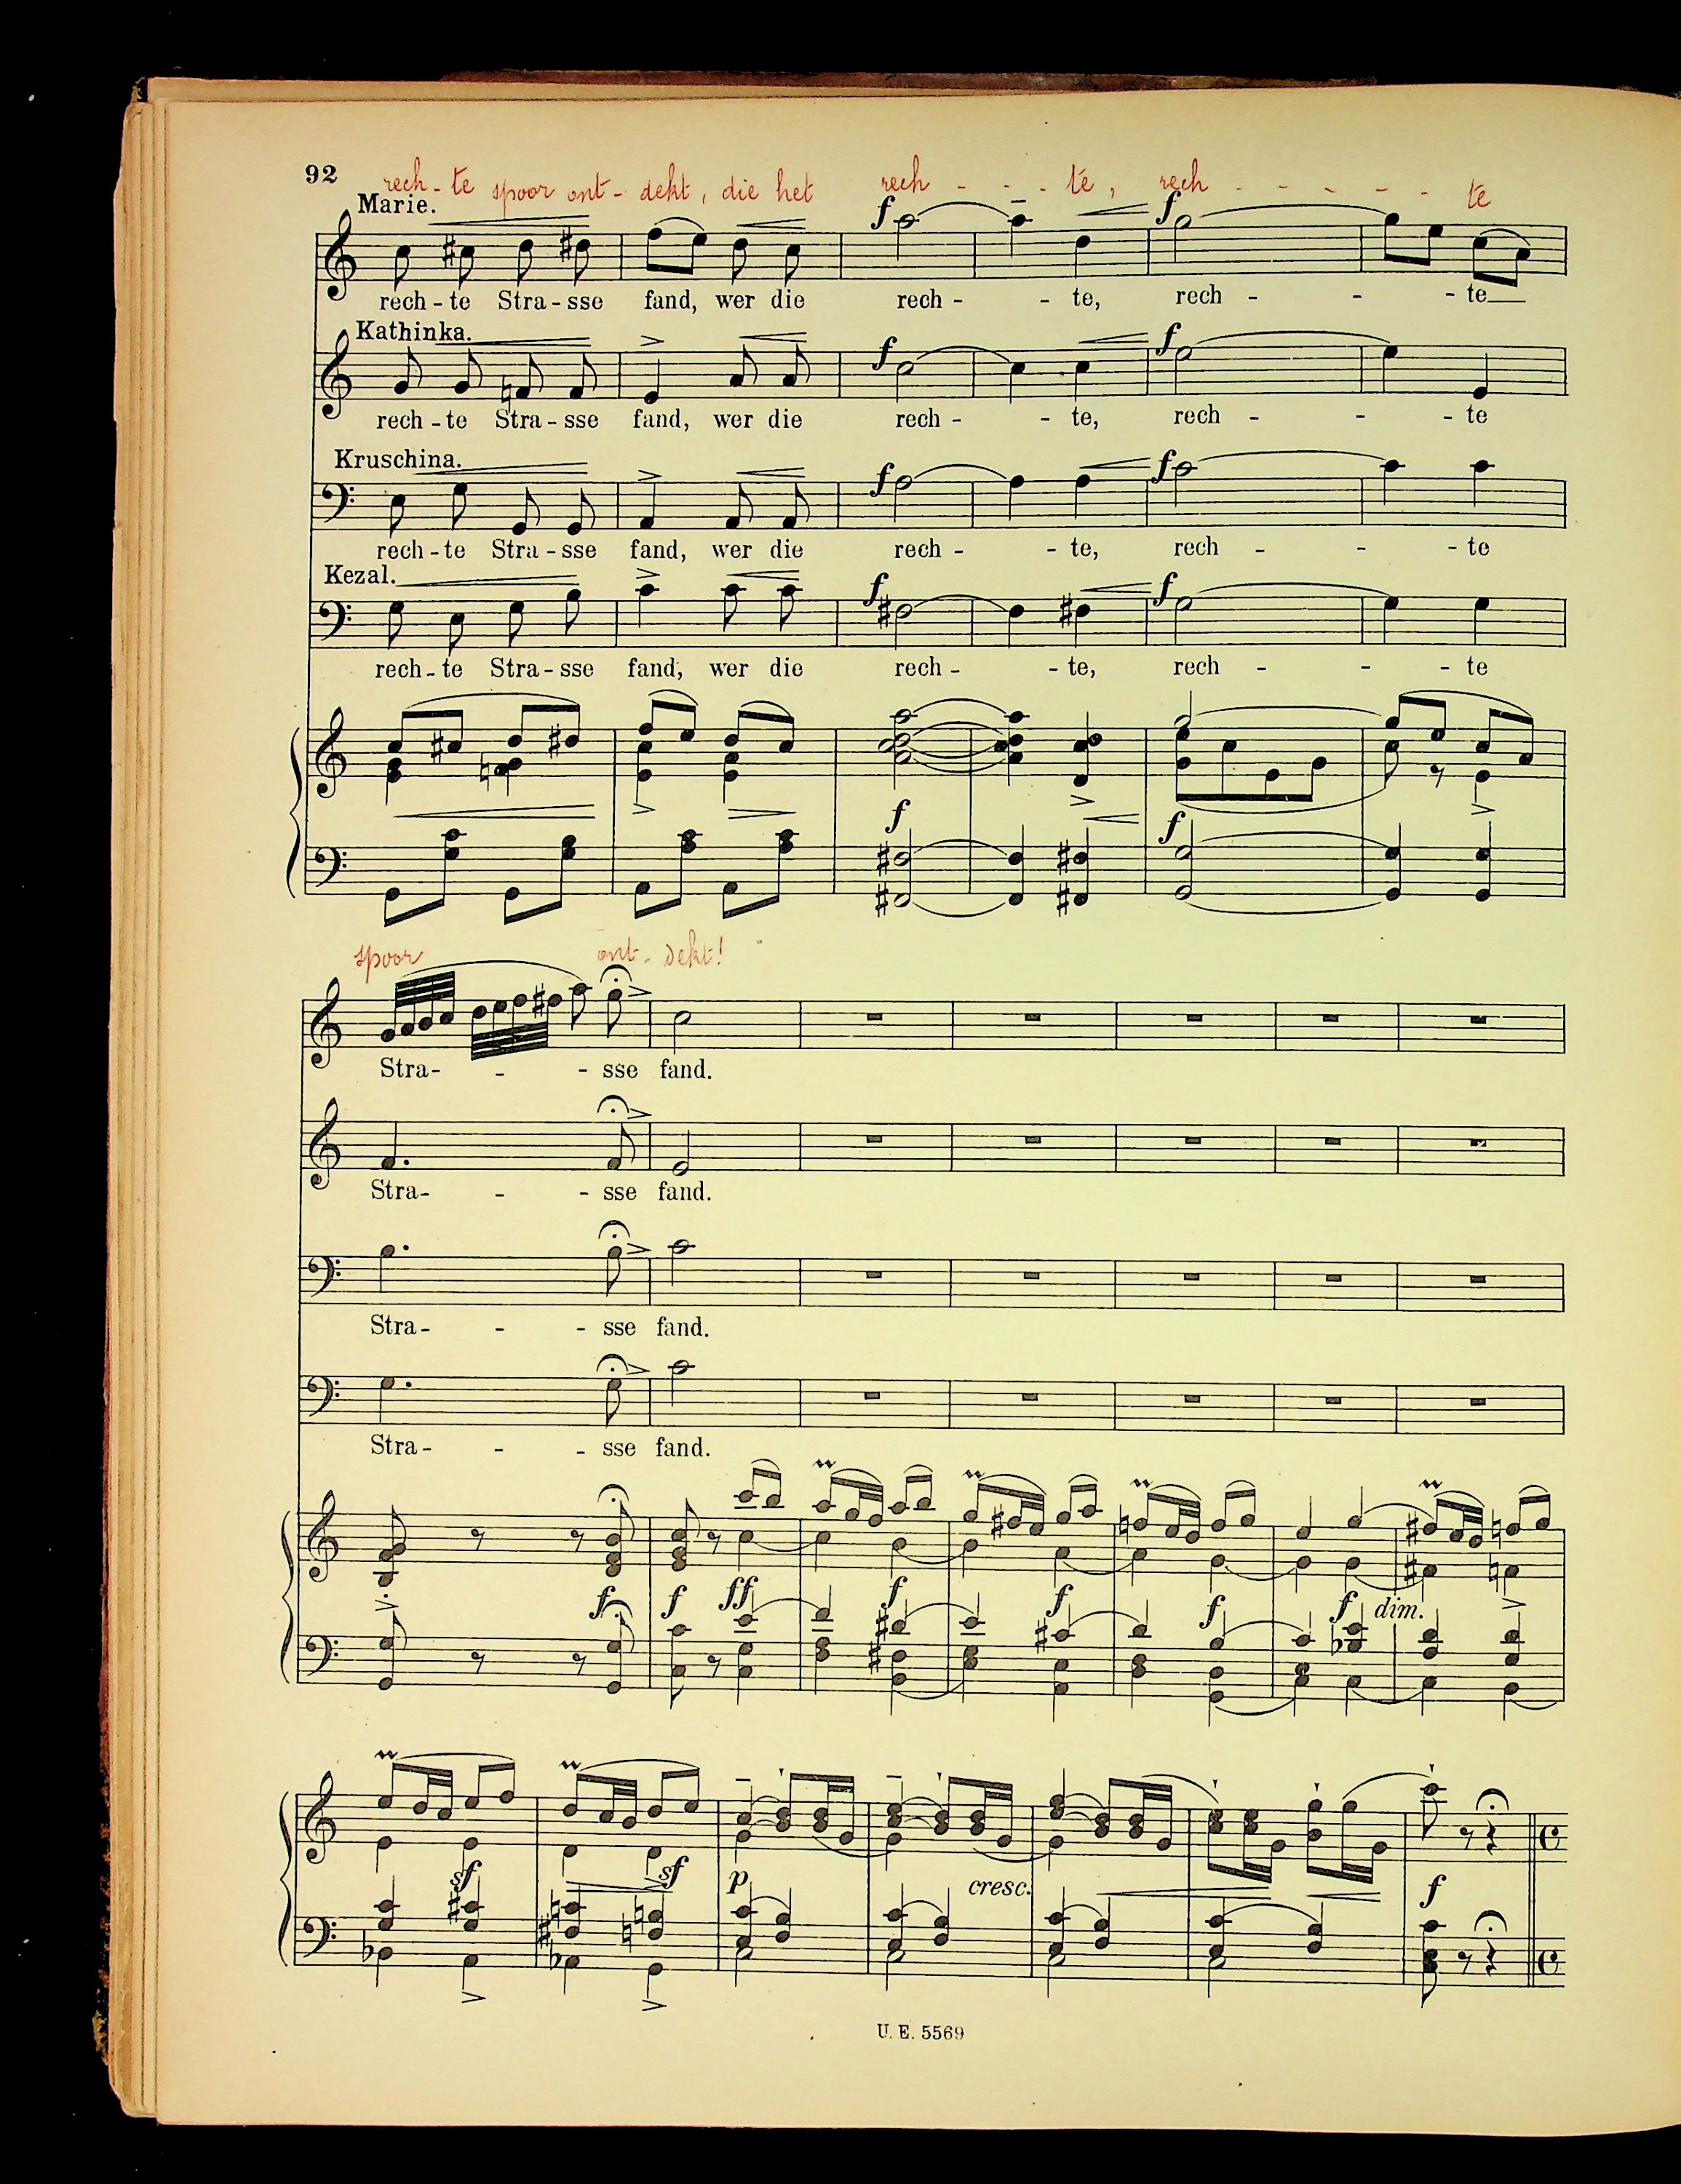 92
rech - te spoor ont - dekt, die het rech - - - te, rech - - - - - te
Marie.
f f
rech - te Stra - sse fand, wer die rech - - te, rech - - - te
Kathinka.
f f
rech - te Stra - sse fand, wer die rech - - te, rech - - - te
Kruschina.
f f
rech - te Stra - sse fand, wer die rech - - te, rech - - - te
Kezal.
f f
rech - te Stra - sse fand, wer die rech - - te, rech - - - te
f f
spoor ont - dekt!
Stra - - - sse fand.
Stra - - - sse fand.
Stra - - - sse fand.
Stra - - - sse fand.
f f ff f f f f dim.
sf sf p cresc. f
U. E. 5569